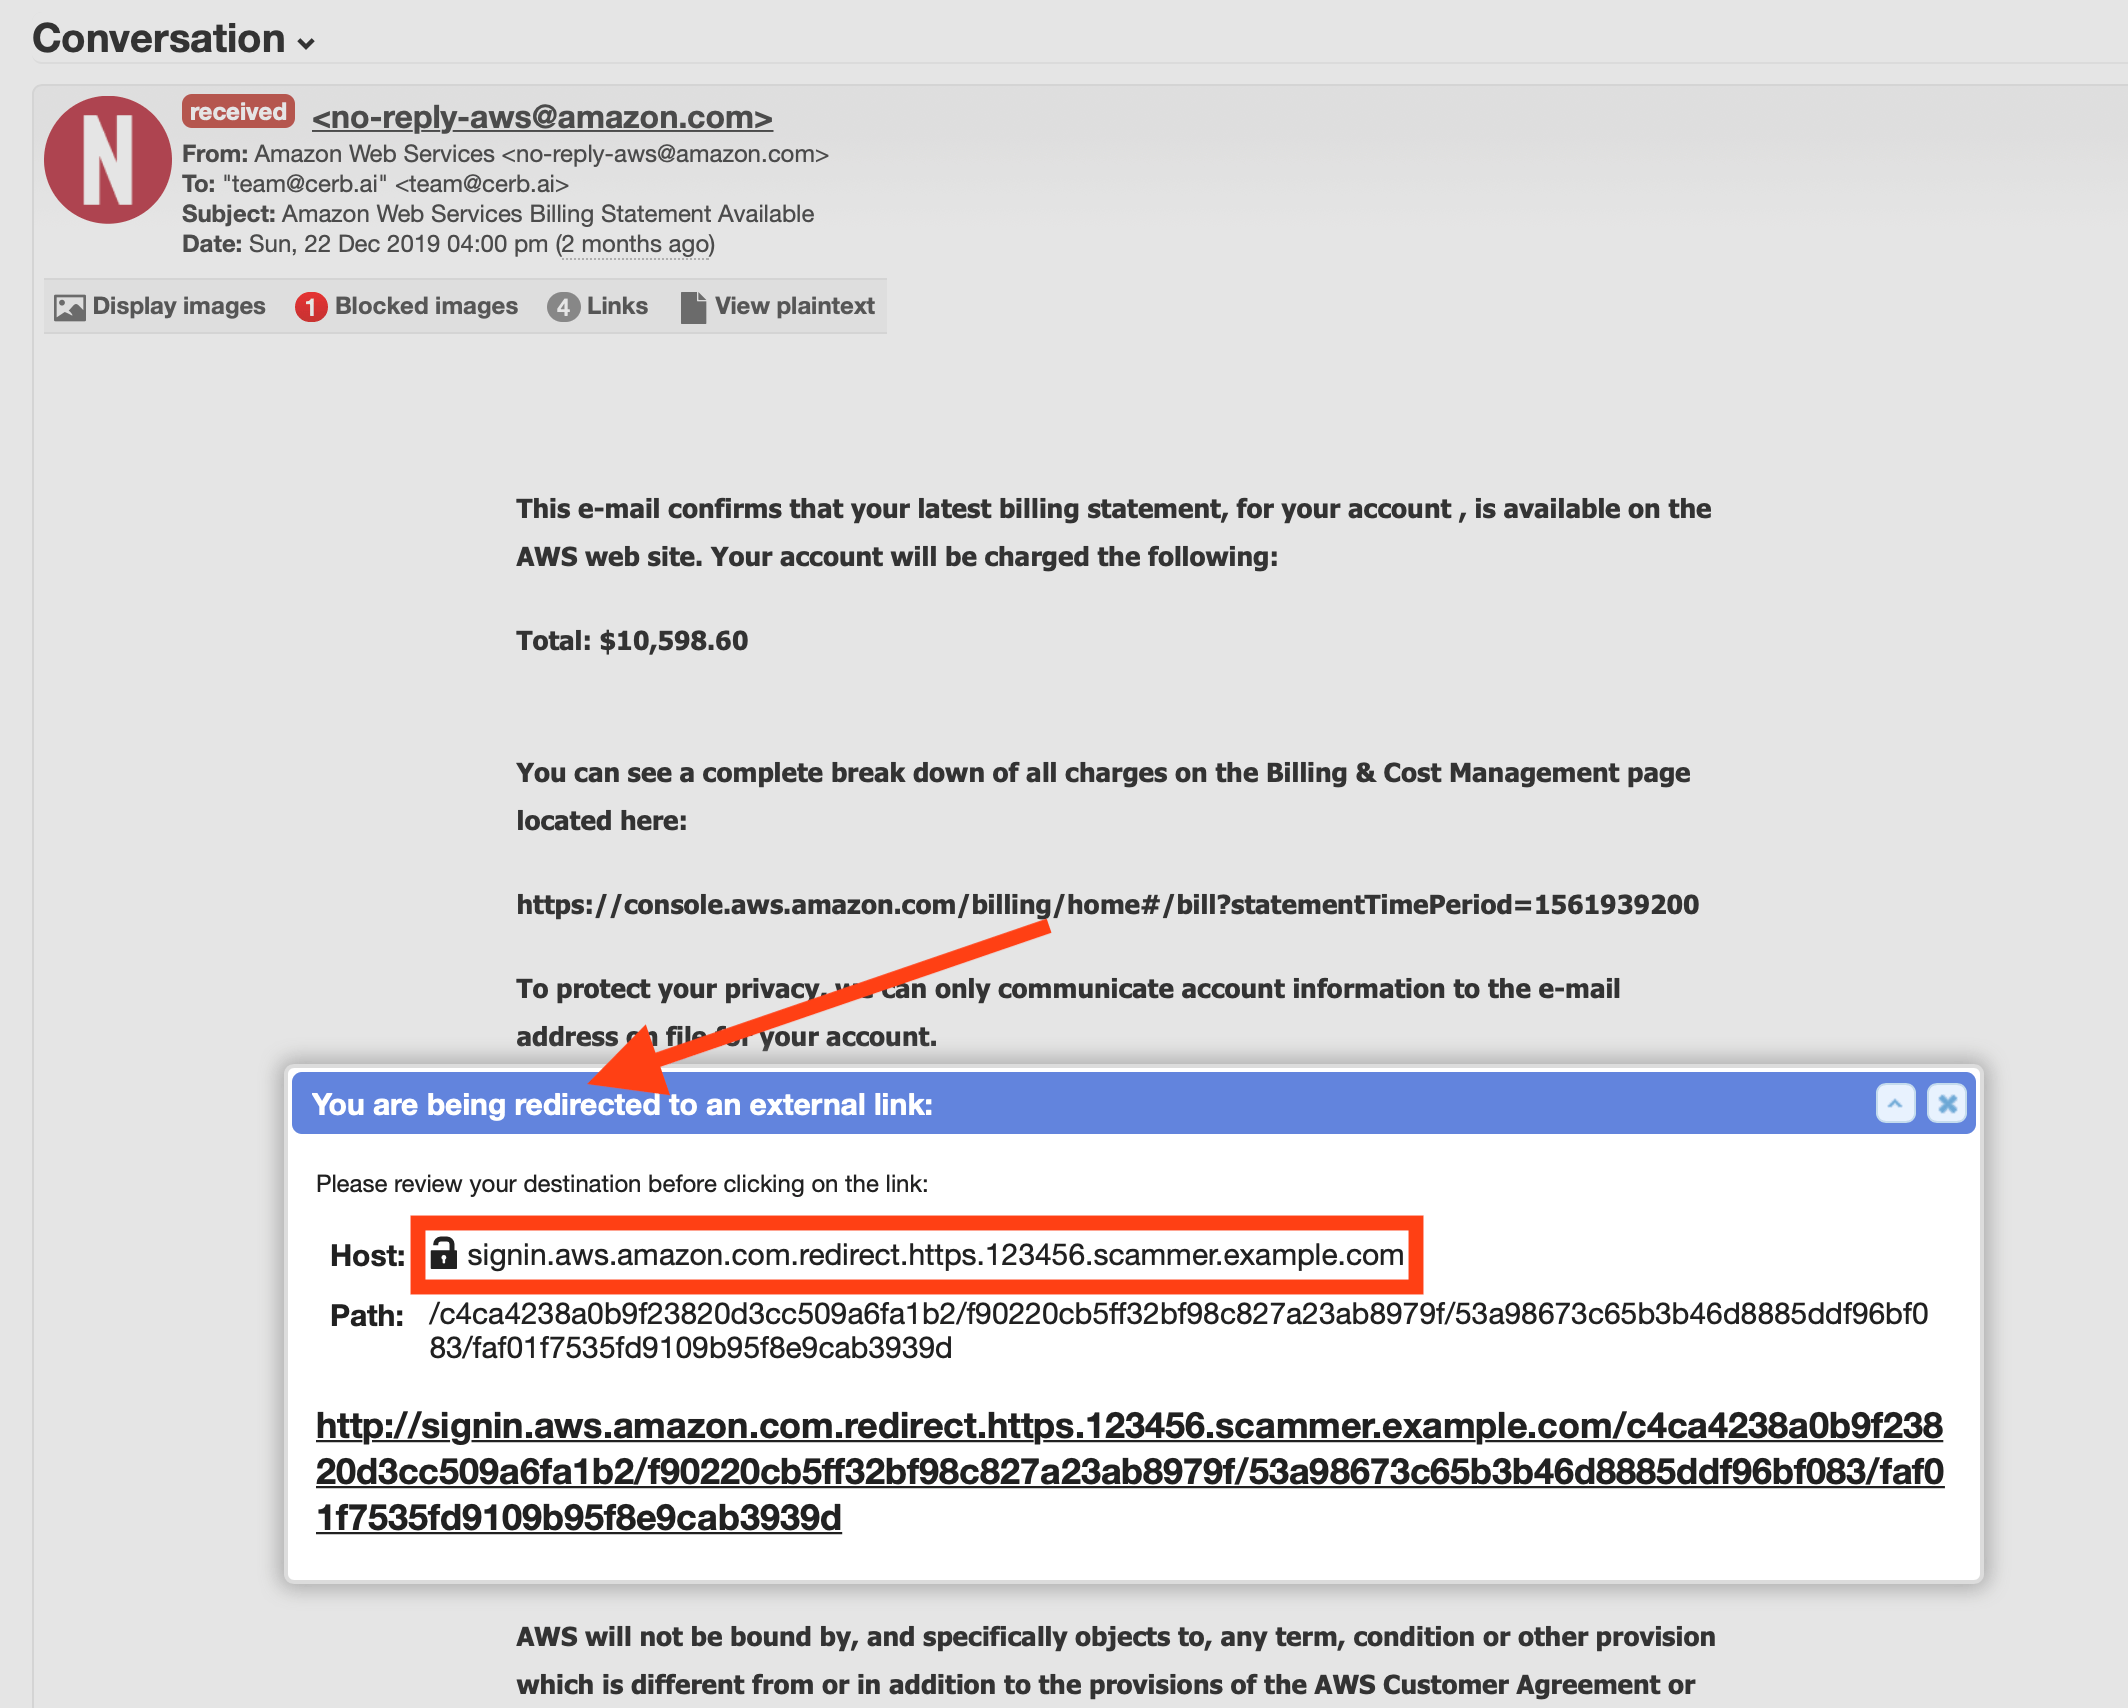 Conversation
N
received <no-reply-aws@amazon.com>
From: Amazon Web Services <no-reply-aws@amazon.com>
To: "team@cerb.ai" <team@cerb.ai>
Subject: Amazon Web Services Billing Statement Available
Date: Sun, 22 Dec 2019 04:00 pm (2 months ago)
Display images 1 Blocked images 4 Links View plaintext
This e-mail confirms that your latest billing statement, for your account , is available on the
AWS web site. Your account will be charged the following:
Total: $10,598.60
You can see a complete break down of all charges on the Billing & Cost Management page
located here:
https://console.aws.amazon.com/billing/home#/bill?statementTimePeriod=1561939200
To protect your privacy, we can only communicate account information to the e-mail
address on file for your account.
You are being redirected to an external link:
Please review your destination before clicking on the link:
Host: signin.aws.amazon.com.redirect.https.123456.scammer.example.com
Path: /c4ca4238a0b9f23820d3cc509a6fa1b2/f90220cb5ff32bf98c827a23ab8979f/53a98673c65b3b46d8885ddf96bf0
83/faf01f7535fd9109b95f8e9cab3939d
http://signin.aws.amazon.com.redirect.https.123456.scammer.example.com/c4ca4238a0b9f238
20d3cc509a6fa1b2/f90220cb5ff32bf98c827a23ab8979f/53a98673c65b3b46d8885ddf96bf083/faf0
1f7535fd9109b95f8e9cab3939d
AWS will not be bound by, and specifically objects to, any term, condition or other provision
which is different from or in addition to the provisions of the AWS Customer Agreement or